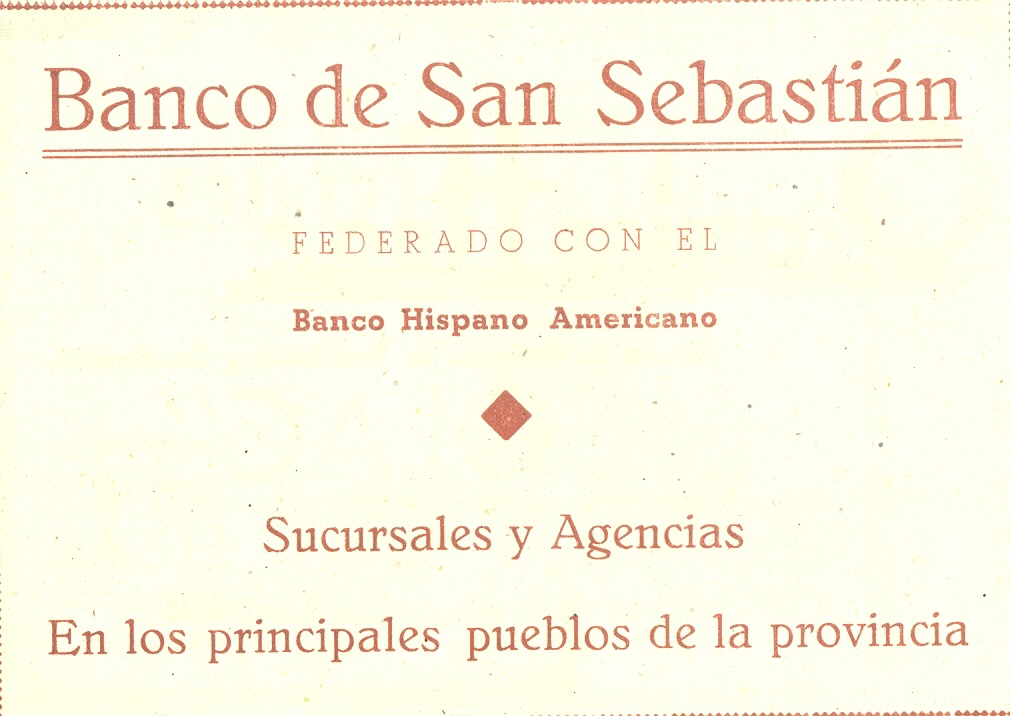 Banco de San Sebastián
FEDERADO CON EL
Banco Hispano Americano
Sucursales y Agencias
En los principales pueblos de la provincia